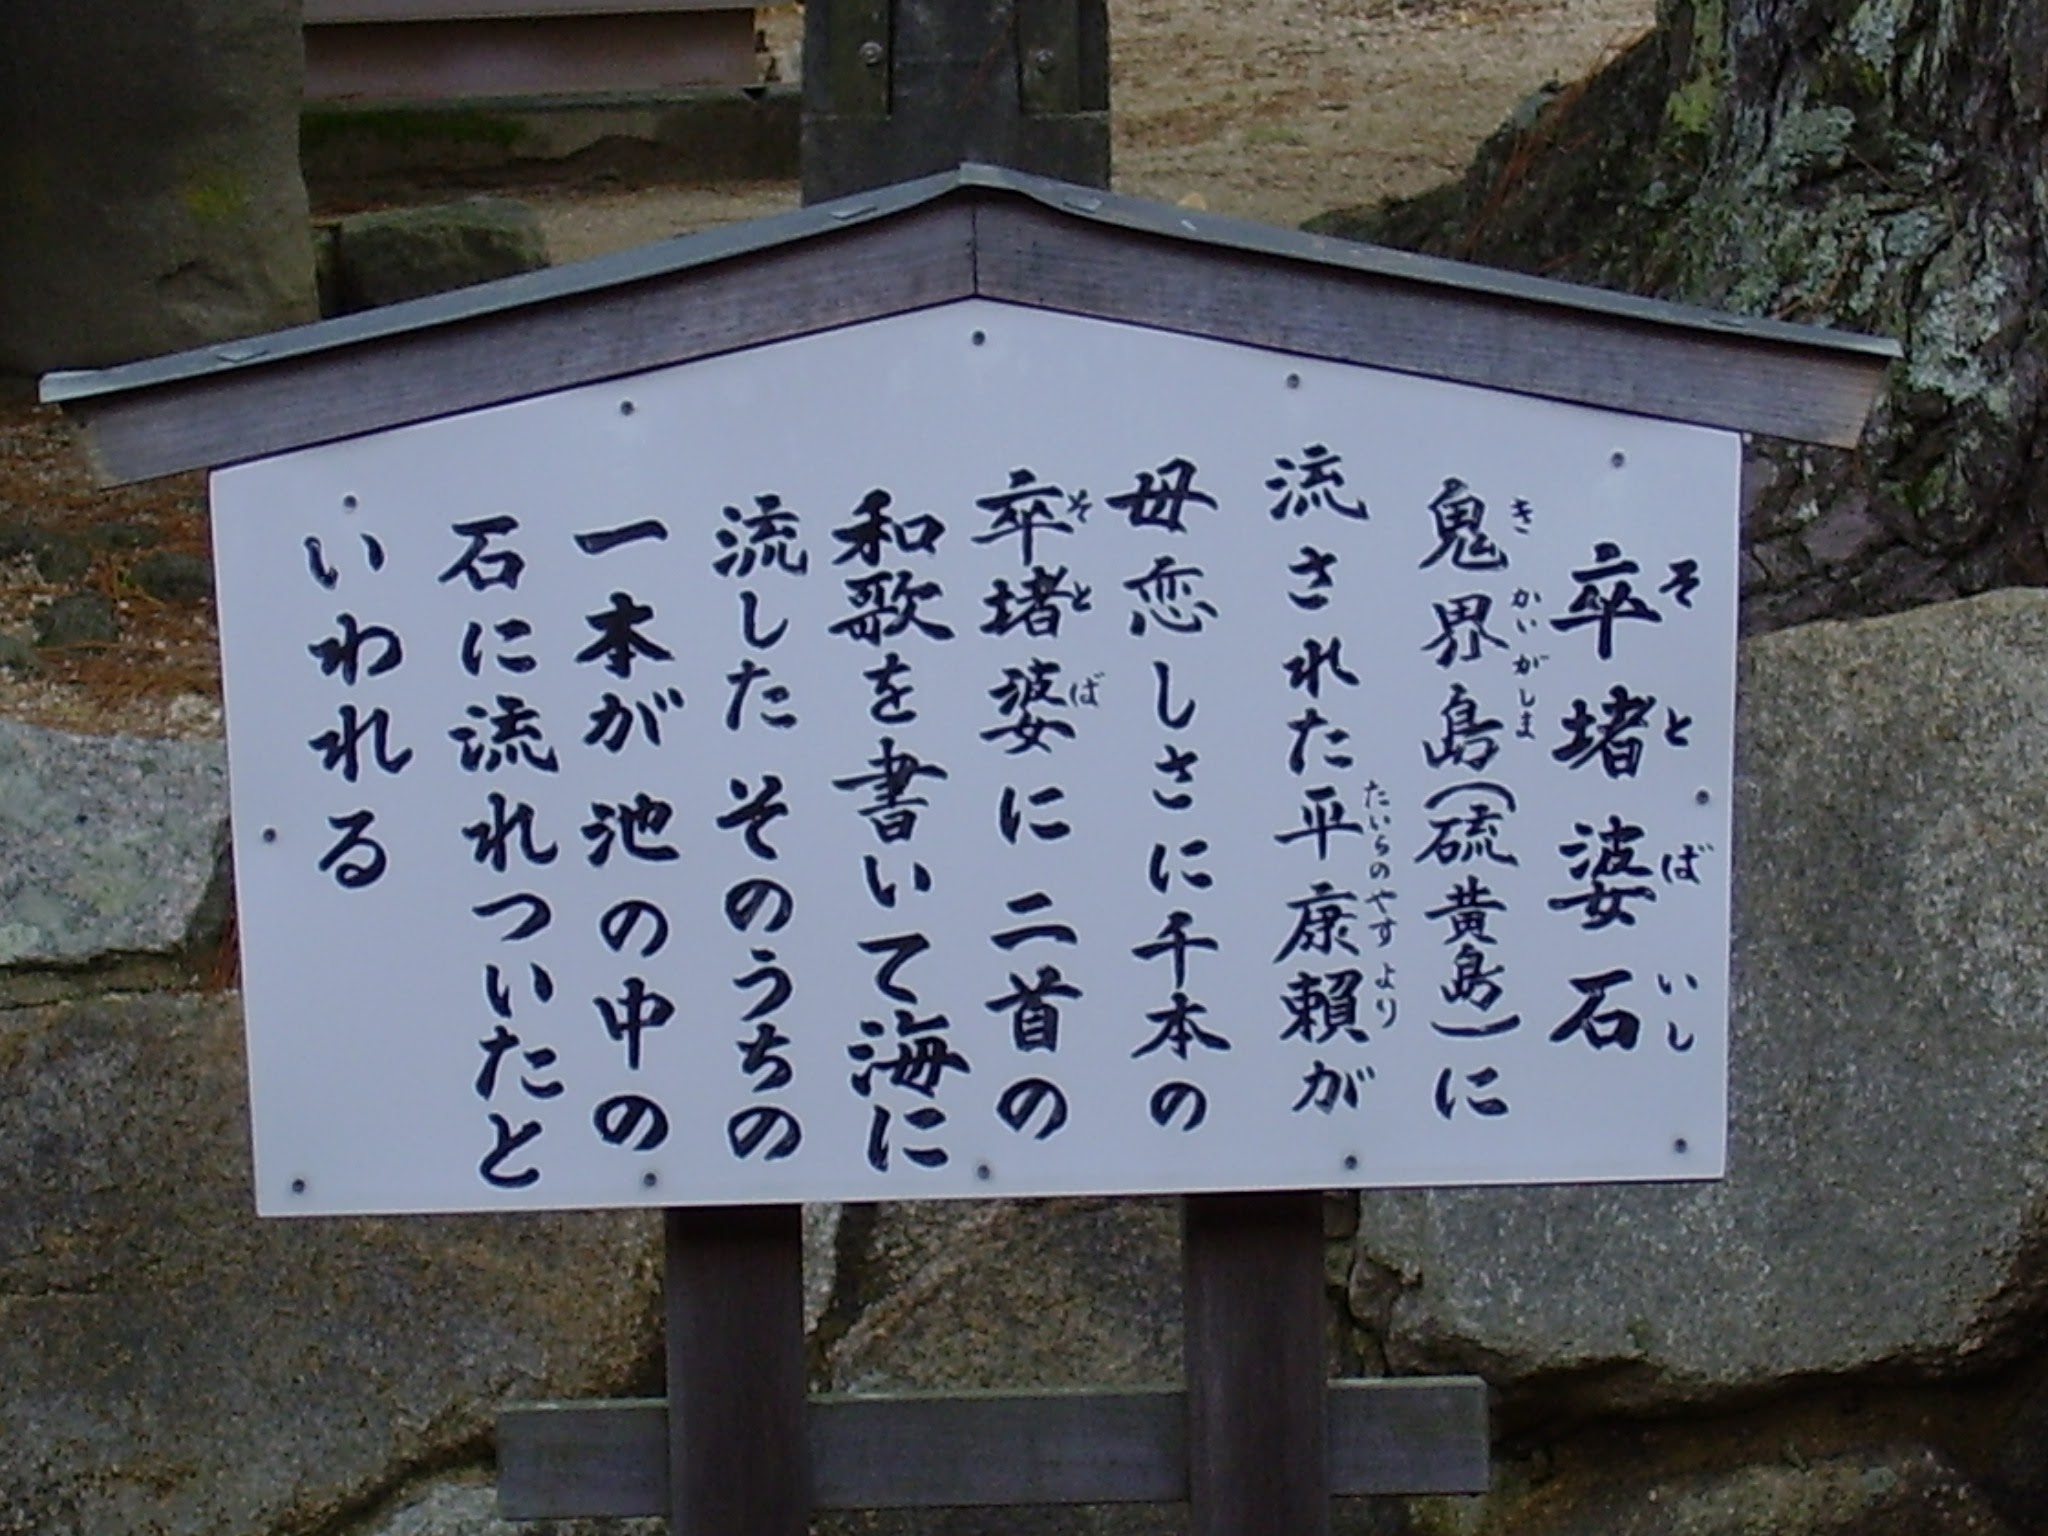 卒堵婆石
そとばいし
鬼界島(硫黄島)に
きかいがしま
流された平康頼が
たいらのやすより
母恋しさに千本の
卒堵婆に二首の
そとば
和歌を書いて海に
流したそのうちの
一本が池の中の
石に流れついたと
いわれる